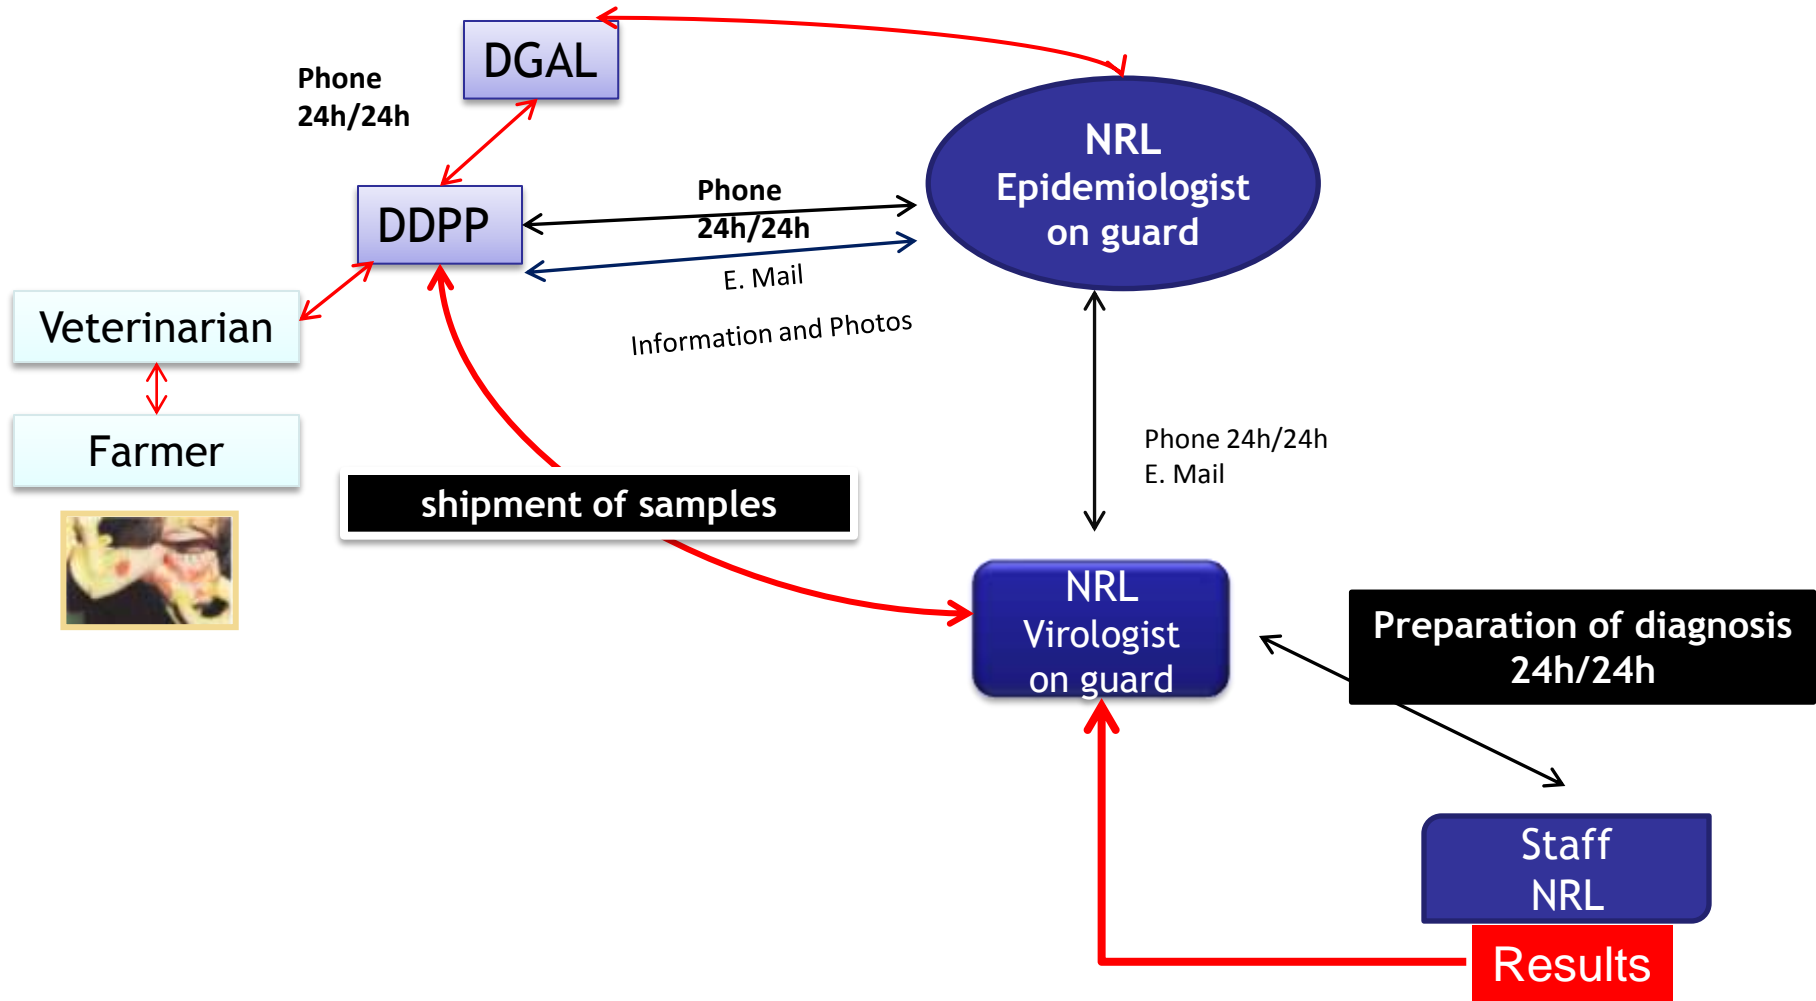 DGAL
Phone
24h/24h
NRL
Epidemiologist
on guard
DDPP
Phone
24h/24h
E. Mail
Information and Photos
Veterinarian
Farmer
Phone 24h/24h
E. Mail
shipment of samples
NRL
Virologist
on guard
Preparation of diagnosis
24h/24h
Staff
NRL
Results